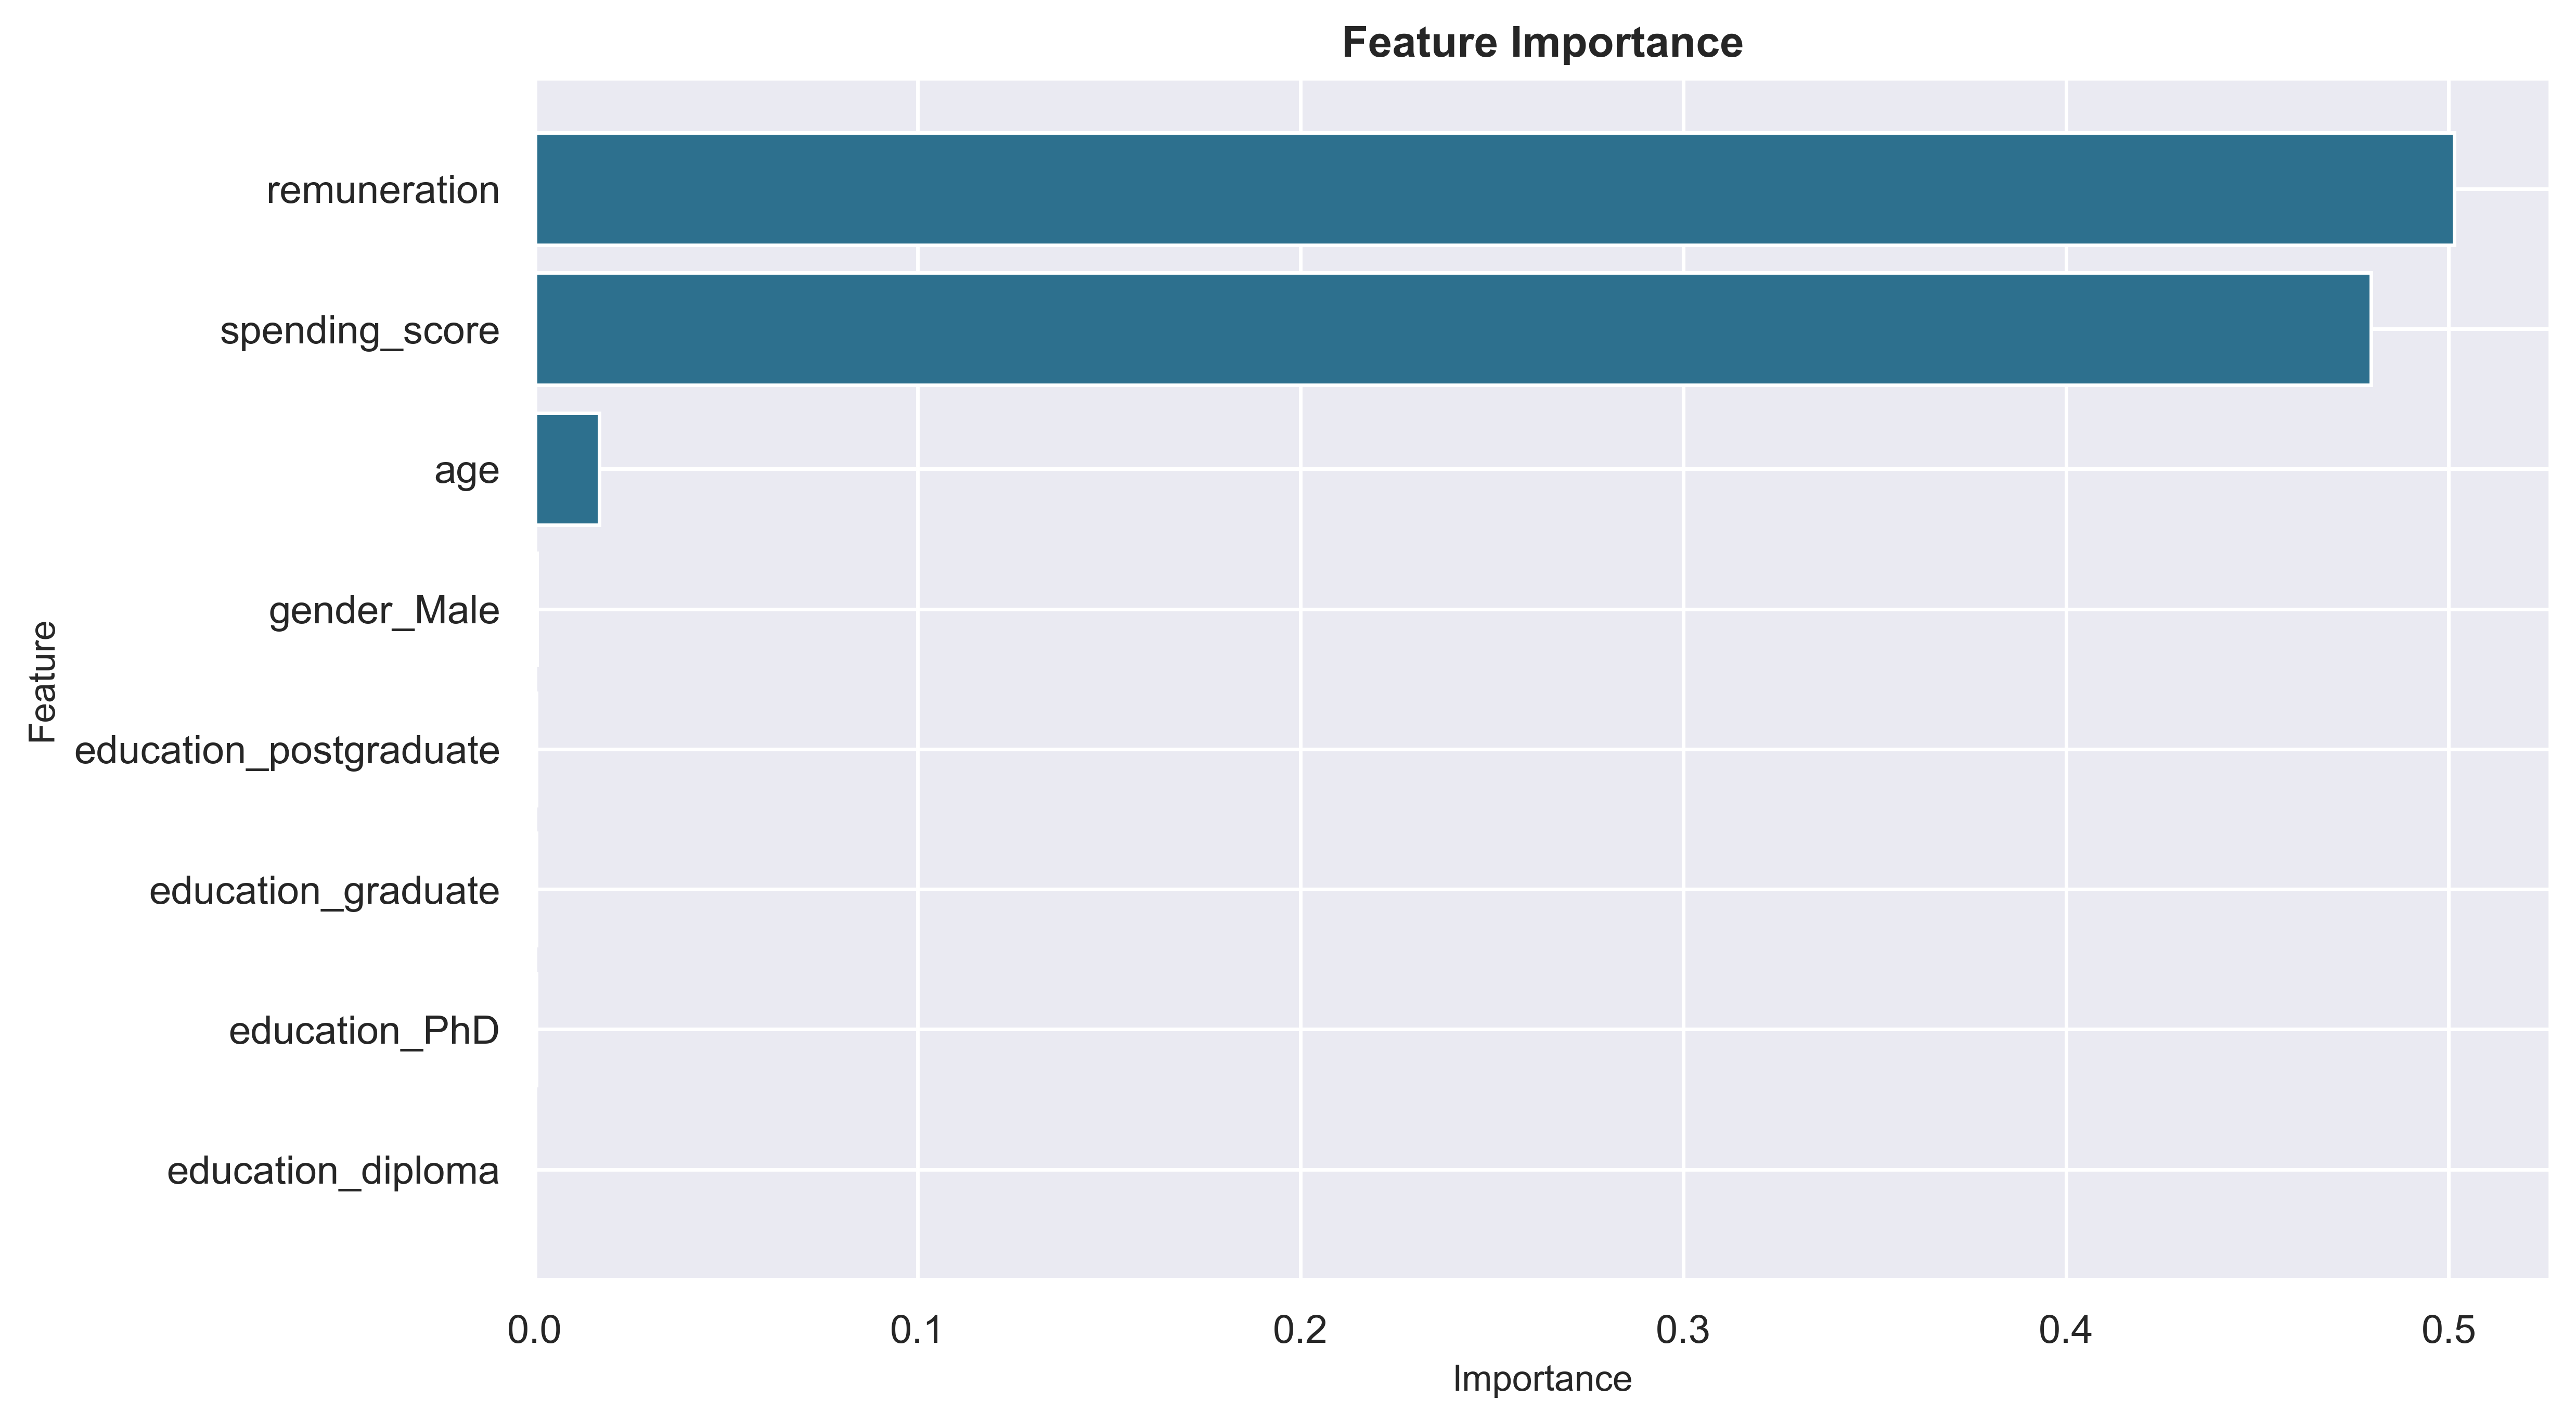 Feature Importance
remuneration
spending_score
age
gender_Male
education_postgraduate
education_graduate
education_PhD
education_diploma
Feature
0.0 0.1 0.2 0.3 0.4 0.5
Importance